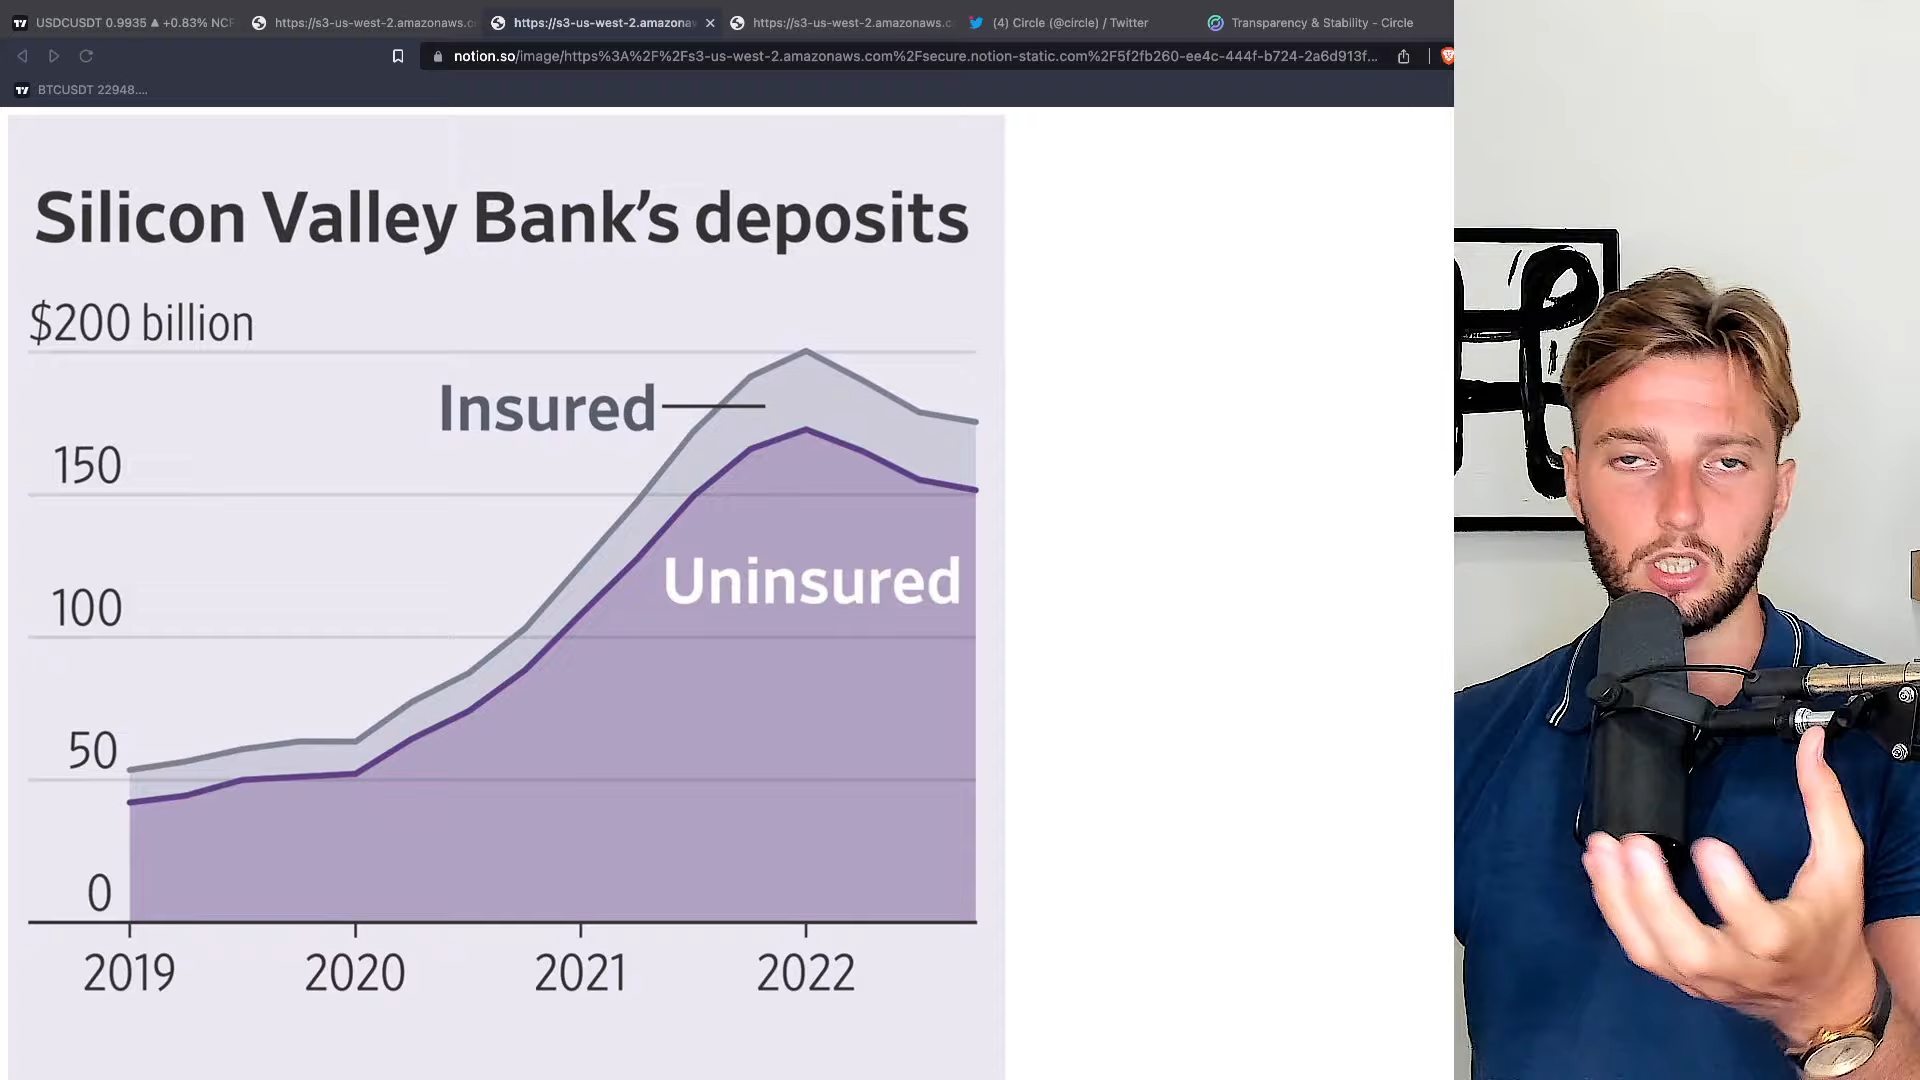 USDCUSDT 0.9935 ▲ +0.83% NCF
https://s3-us-west-2.amazonaws.c
https://s3-us-west-2.amazona
https://s3-us-west-2.amazonaws.c
(4) Circle (@circle) / Twitter
Transparency & Stability - Circle
notion.so/image/https%3A%2F%2Fs3-us-west-2.amazonaws.com%2Fsecure.notion-static.com%2F5f2fb260-ee4c-444f-b724-2a6d913f...
BTCUSDT 22948....
Silicon Valley Bank’s deposits
$200 billion
Insured
150
Uninsured
100
50
0
2019 2020 2021 2022